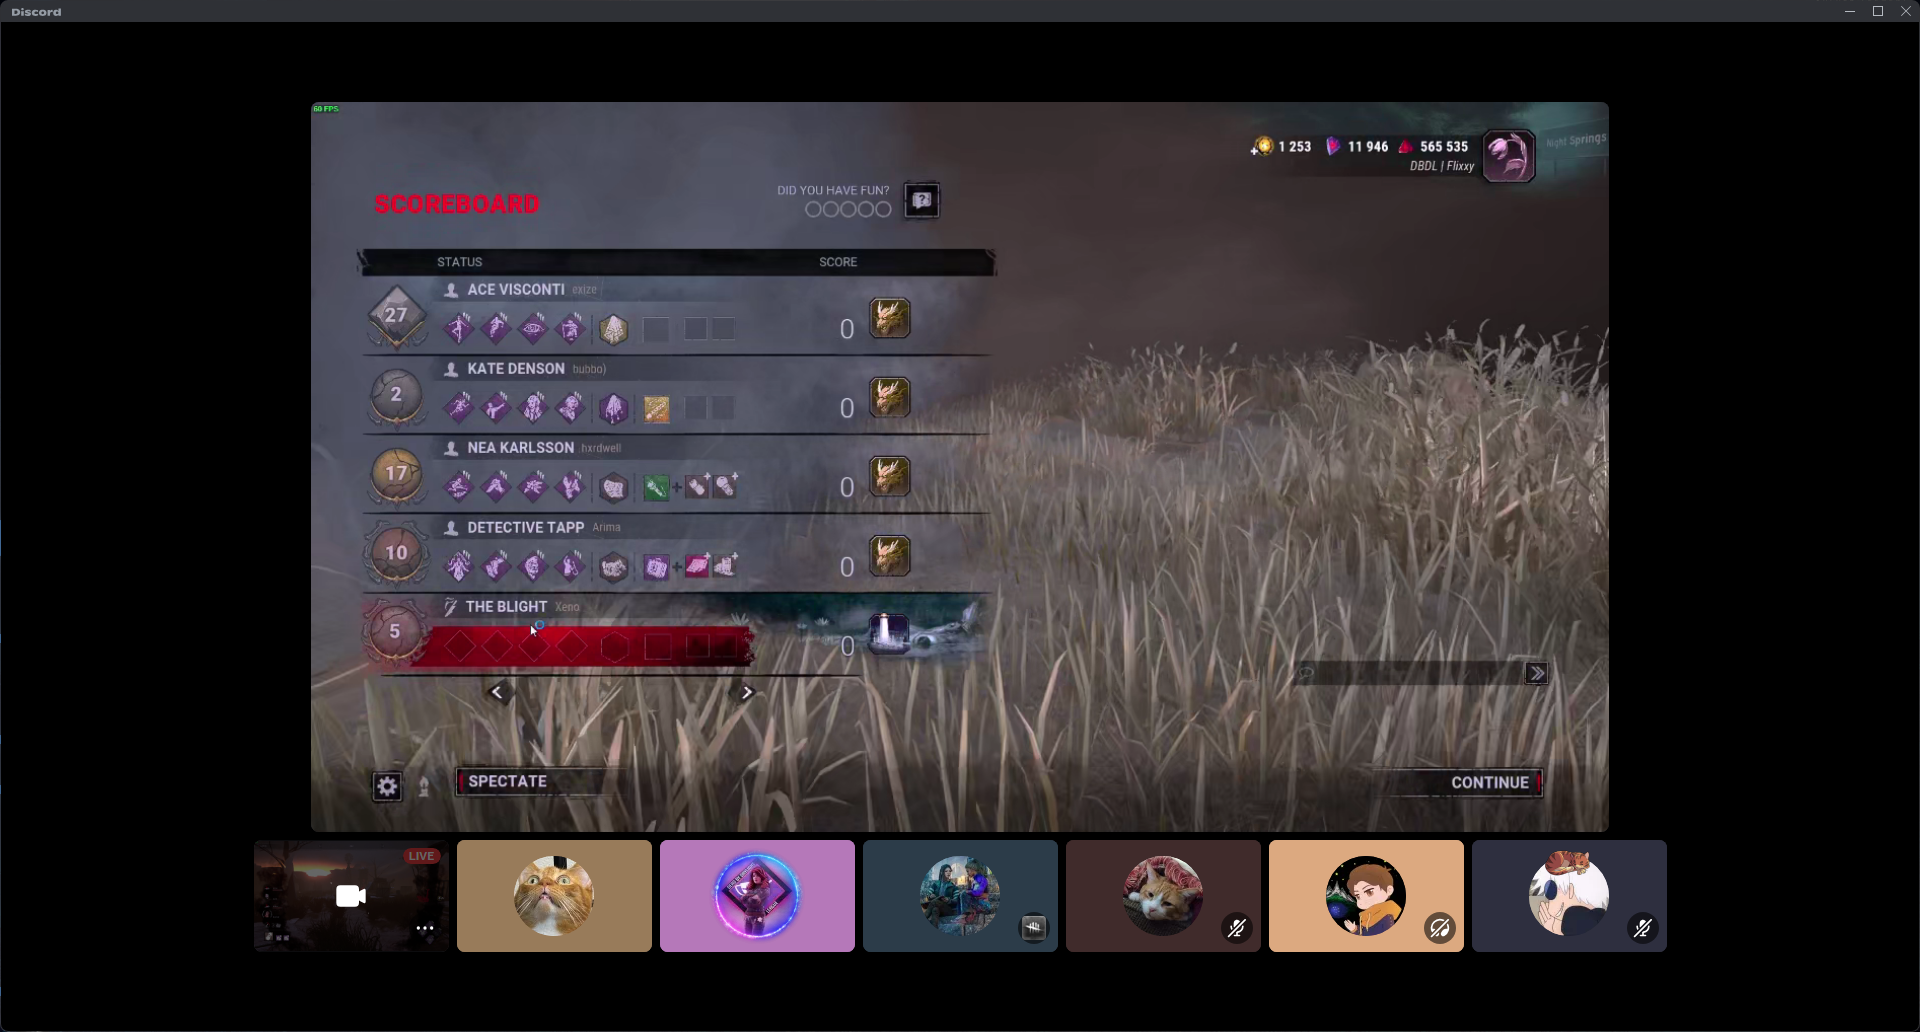 Discord
60 FPS
1 253 11 946 565 535
DBDL | Flixxy
Night Springs
SCOREBOARD
DID YOU HAVE FUN?
STATUS SCORE
ACE VISCONTI exize
27
0
KATE DENSON bubbo)
2
0
NEA KARLSSON hxrdwell
17
0
DETECTIVE TAPP Arima
10
0
THE BLIGHT Xeno
5
0
SPECTATE
CONTINUE
LIVE